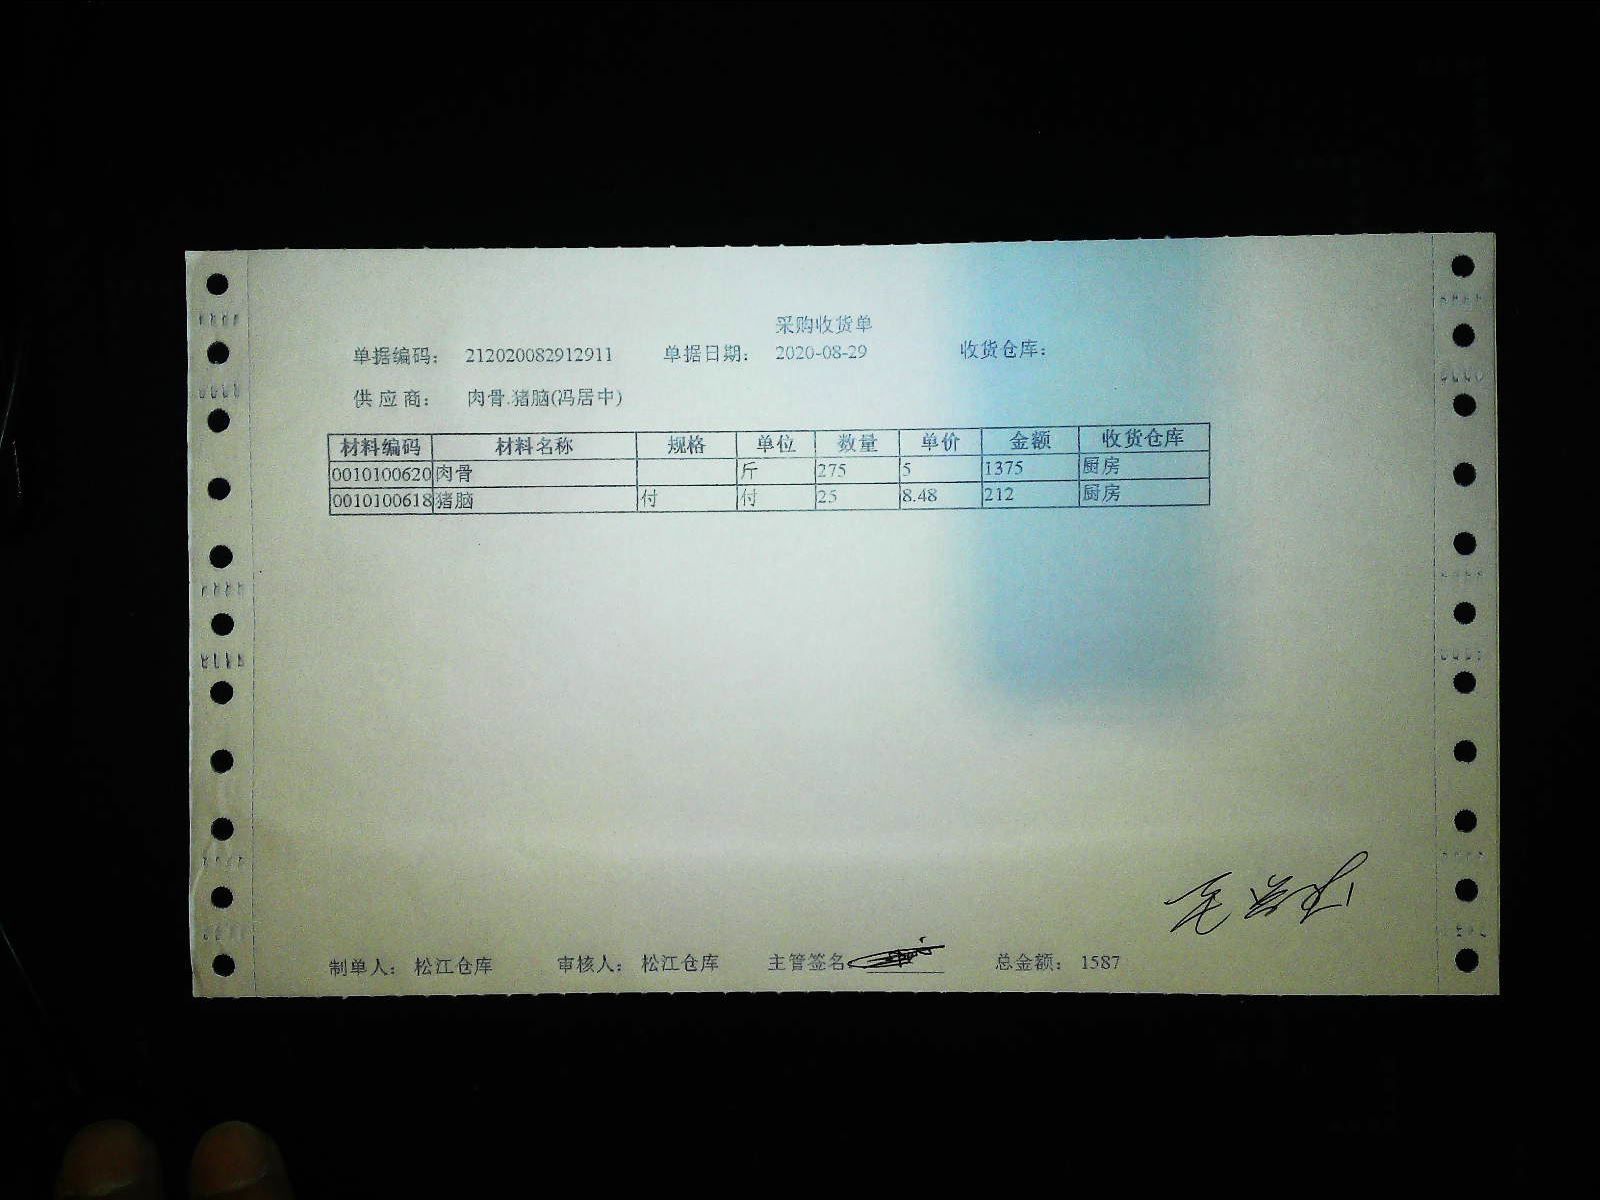 采购收货单
单据编码: 212020082912911 单据日期: 2020-08-29 收货仓库:
供应商: 肉骨.猪脑(冯居中)
材料编码 材料名称 规格 单位 数量 单价 金额 收货仓库
0010100620 肉骨 斤 275 5 1375 厨房
0010100618 猪脑 付 付 25 8.48 212 厨房
制单人: 松江仓库 审核人: 松江仓库 主管签名: 总金额: 1587